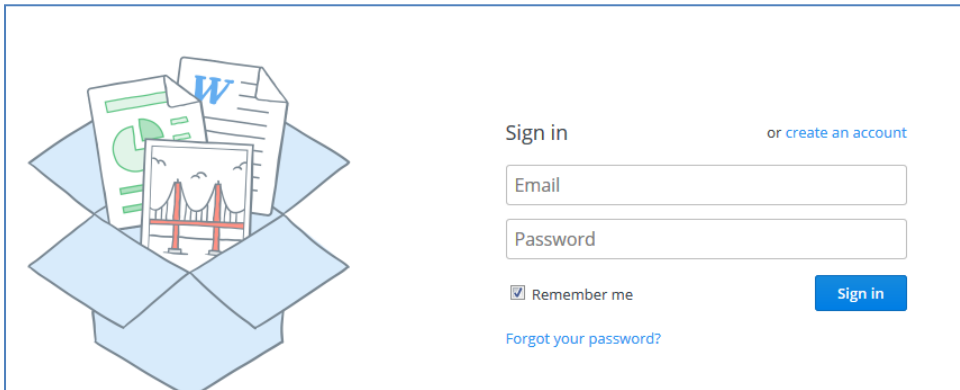 W
Sign in
or create an account
Email
Password
Remember me
Sign in
Forgot your password?